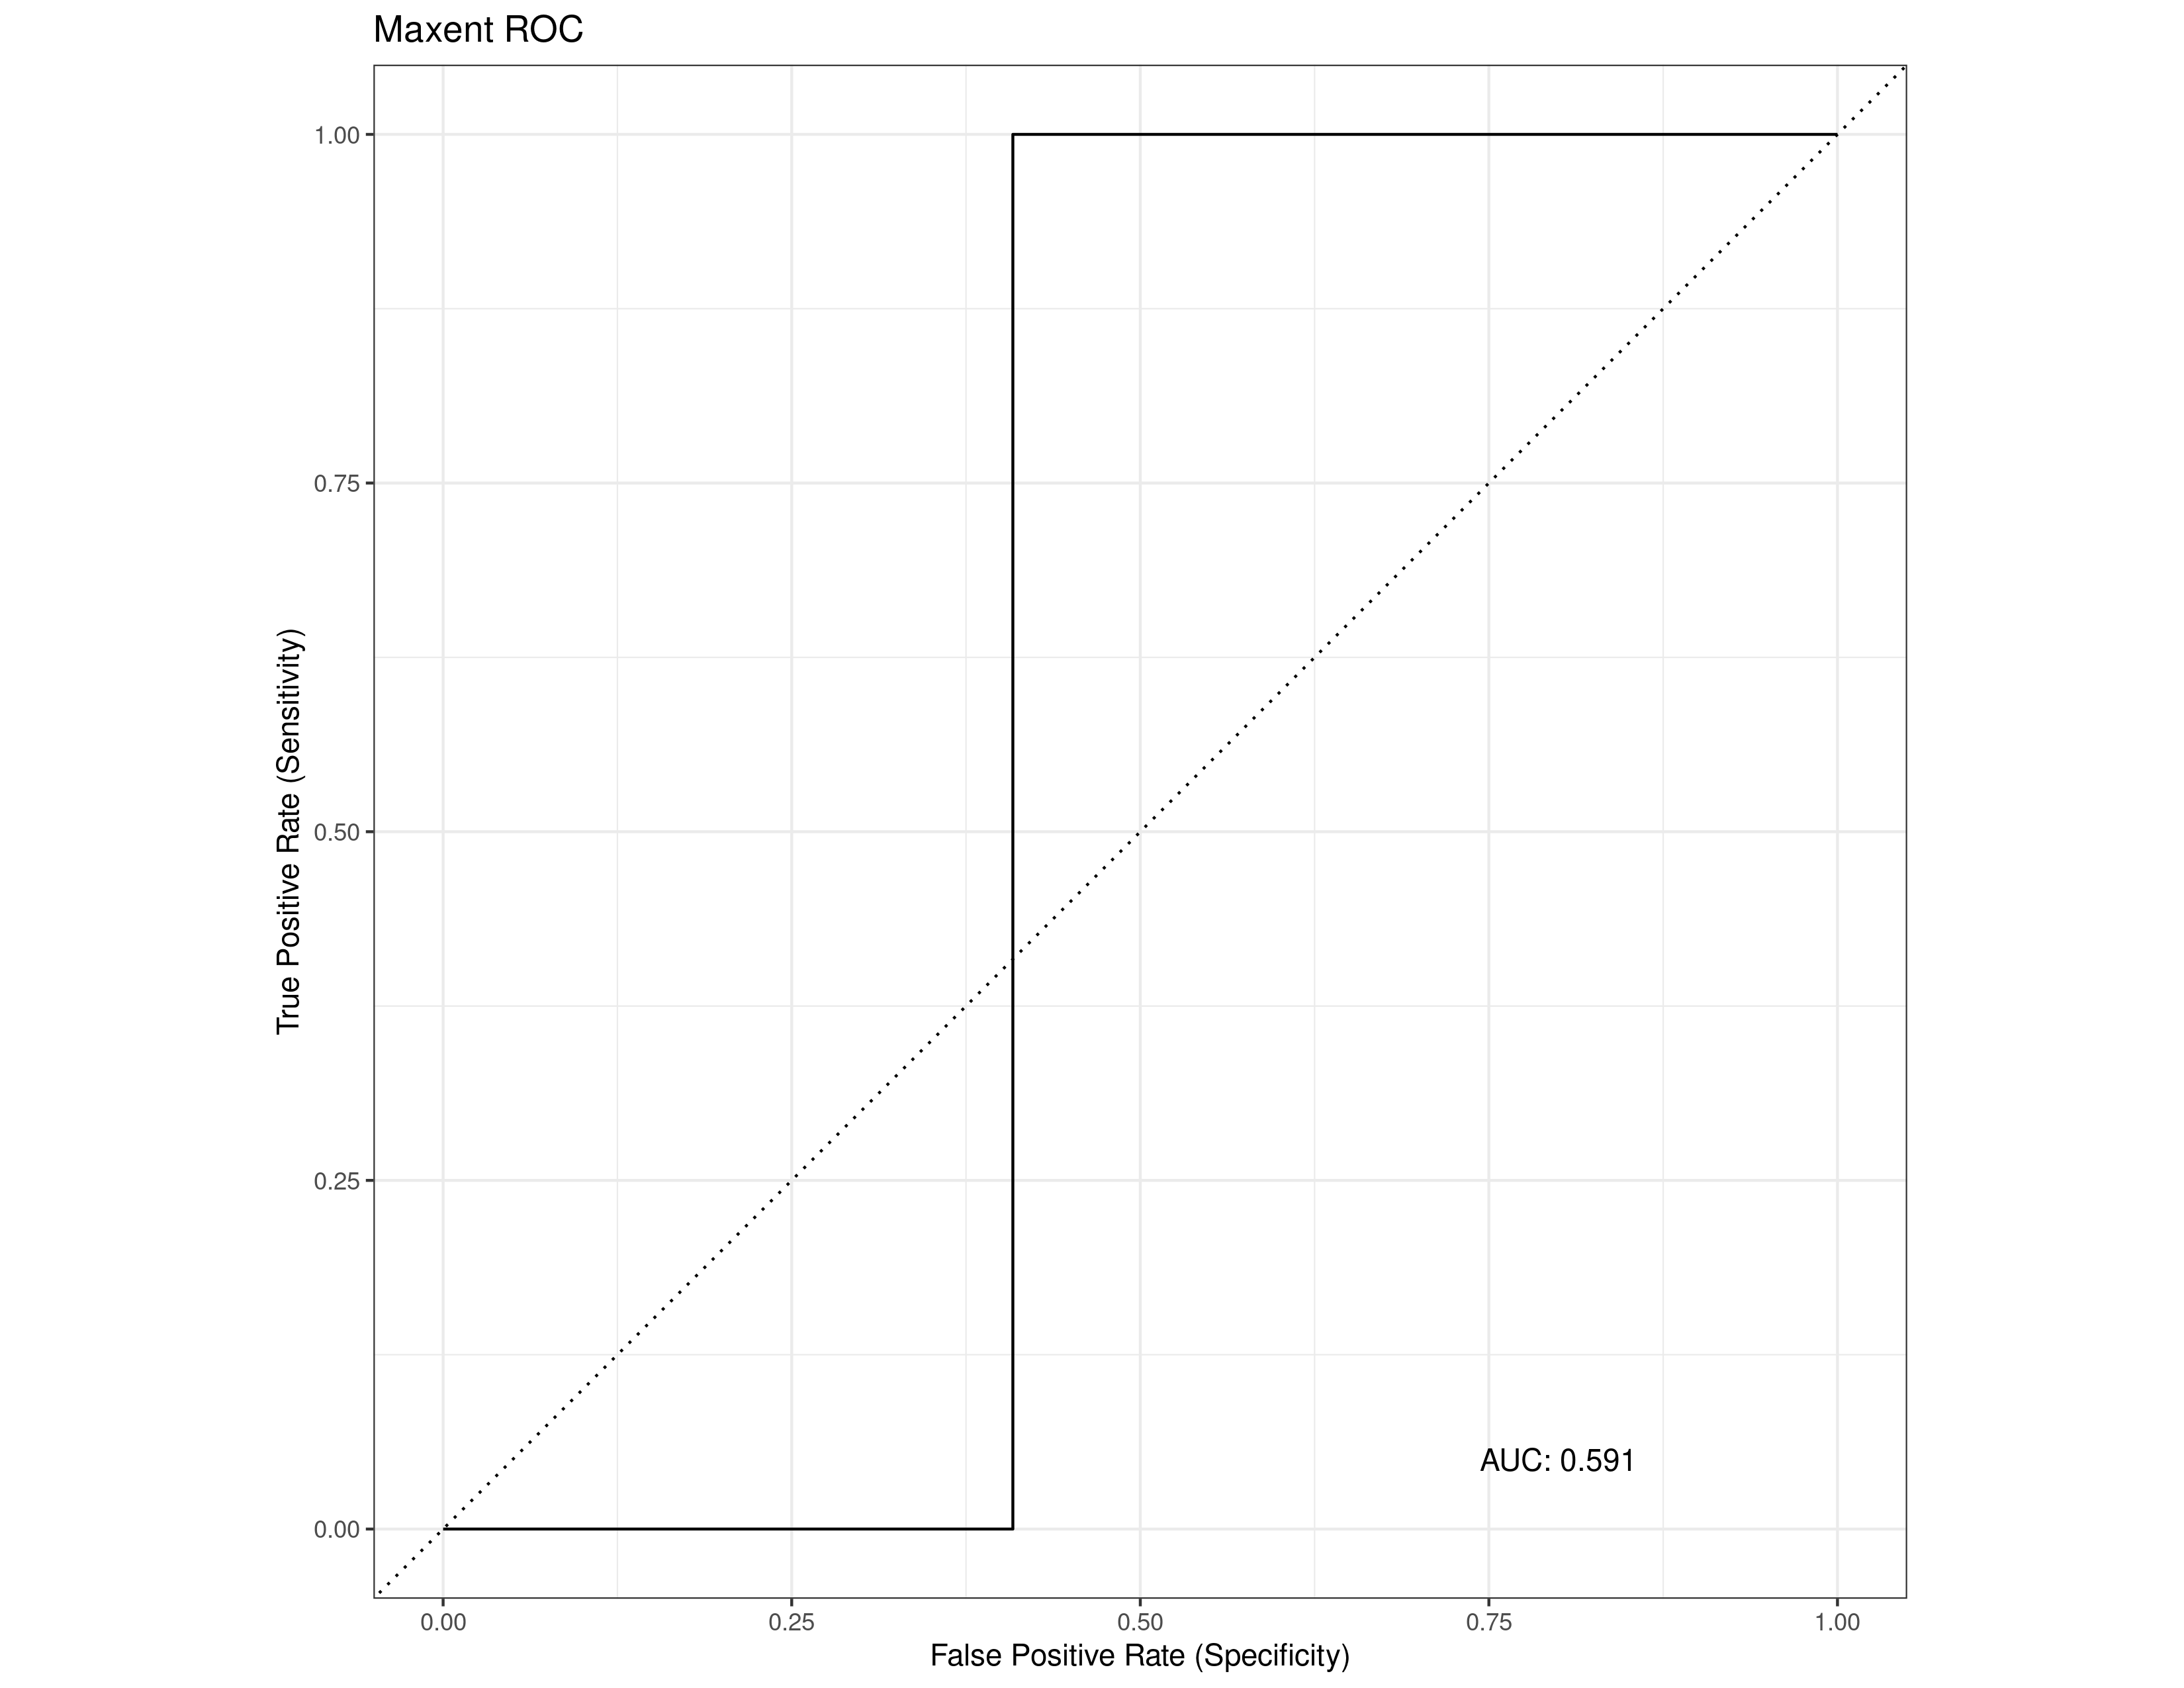 Maxent ROC
1.00
0.75
0.50
0.25
0.00
True Positive Rate (Sensitivity)
AUC: 0.591
0.00 0.25 0.50 0.75 1.00
False Positive Rate (Specificity)